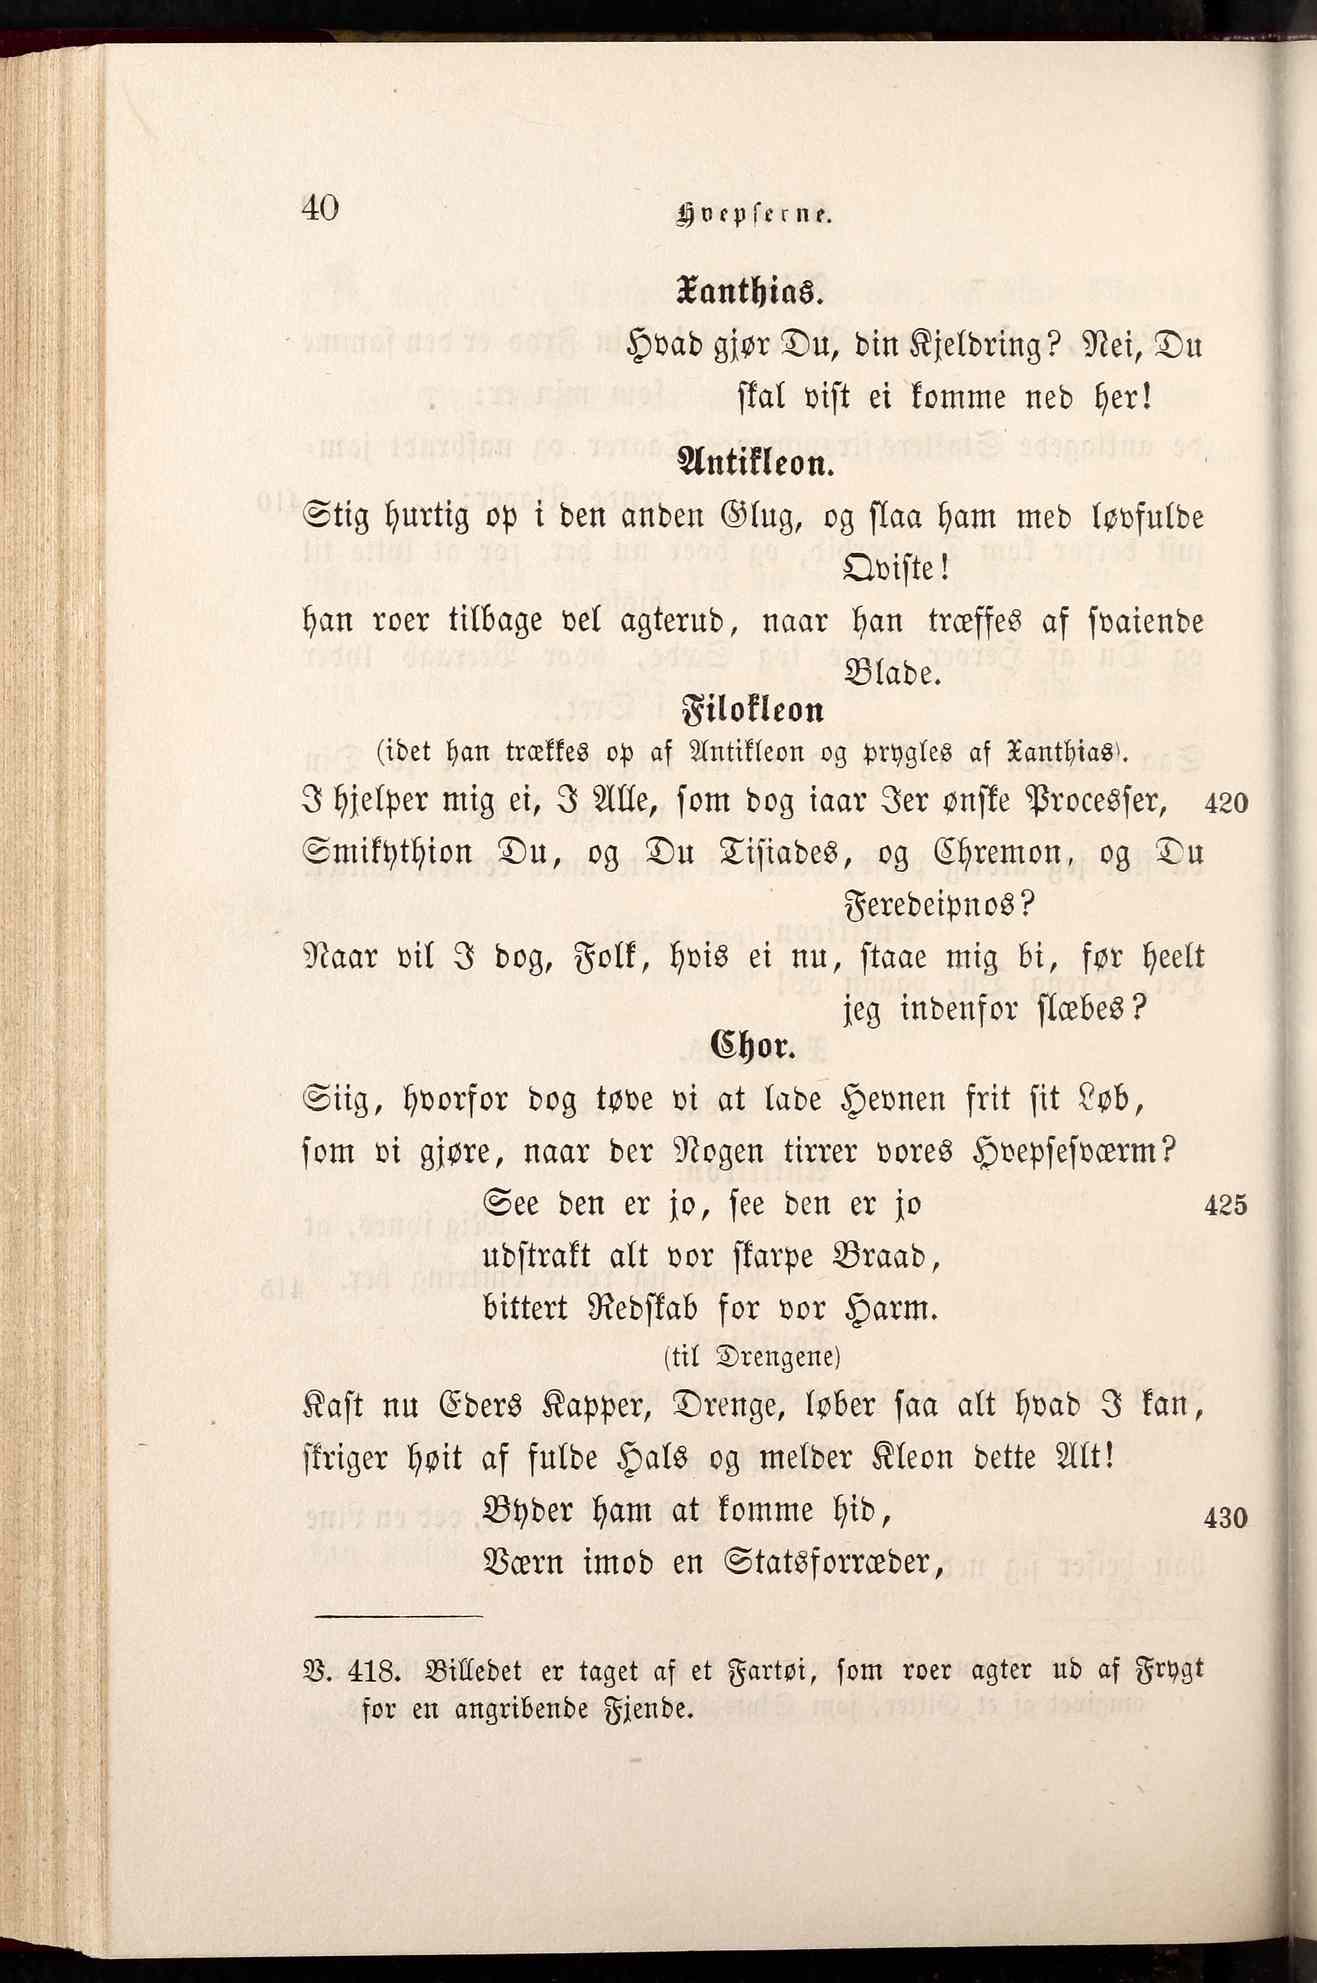 40
Hvepserne.
Xanthias.
Hvad gjør Du, din Kjeldring? Nei, Du
skal vist ei komme ned her!
Antikleon.
Stig hurtig op i den anden Glug, og slaa ham med løvfulde
Qviste!
han roer tilbage vel agterud, naar han træffes af svaiende
Blade.
Filokleon
(idet han trækkes op af Antikleon og prygles af Xanthias).
I hjelper mig ei, I Alle, som dog iaar Jer ønske Processer, 420
Smikythion Du, og Du Tisiades, og Chremon, og Du
Feredeipnos?
Naar vil I dog, Folk, hvis ei nu, staae mig bi, før heelt
jeg indenfor slæbes?
Chor.
Siig, hvorfor dog tøve vi at lade Hevnen frit sit Løb,
som vi gjøre, naar der Nogen tirrer vores Hvepsesværm?
See den er jo, see den er jo 425
udstrakt alt vor skarpe Braad,
bittert Redskab for vor Harm.
(til Drengene)
Kast nu Eders Kapper, Drenge, løber saa alt hvad I kan,
skriger høit af fulde Hals og melder Kleon dette Alt!
Byder ham at komme hid, 430
Værn imod en Statsforræder,
V. 418. Billedet er taget af et Fartøi, som roer agter ud af Frygt
for en angribende Fjende.